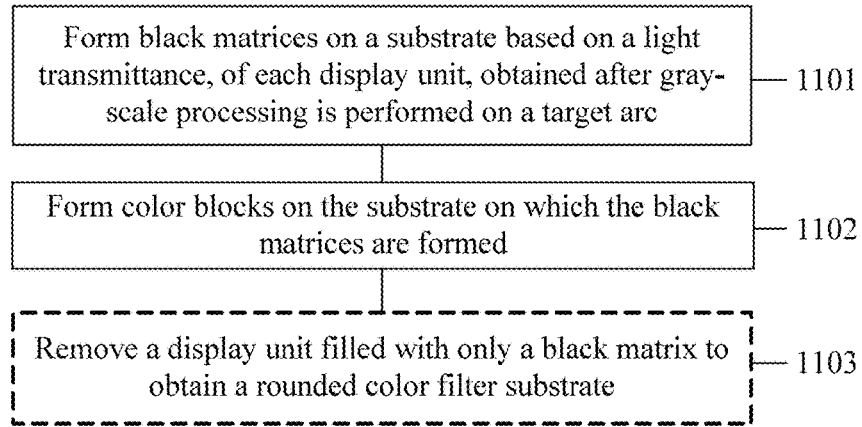 Form black matrices on a substrate based on a light
transmittance, of each display unit, obtained after gray-
scale processing is performed on a target arc
1101
Form color blocks on the substrate on which the black
matrices are formed
1102
Remove a display unit filled with only a black matrix to
obtain a rounded color filter substrate
1103